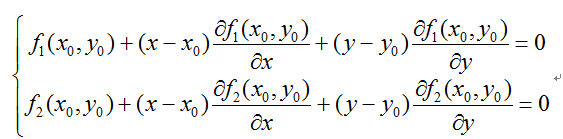 f₁(x₀,y₀)+(x−x₀)∂f₁(x₀,y₀)/∂x+(y−y₀)∂f₁(x₀,y₀)/∂y=0
f₂(x₀,y₀)+(x−x₀)∂f₂(x₀,y₀)/∂x+(y−y₀)∂f₂(x₀,y₀)/∂y=0